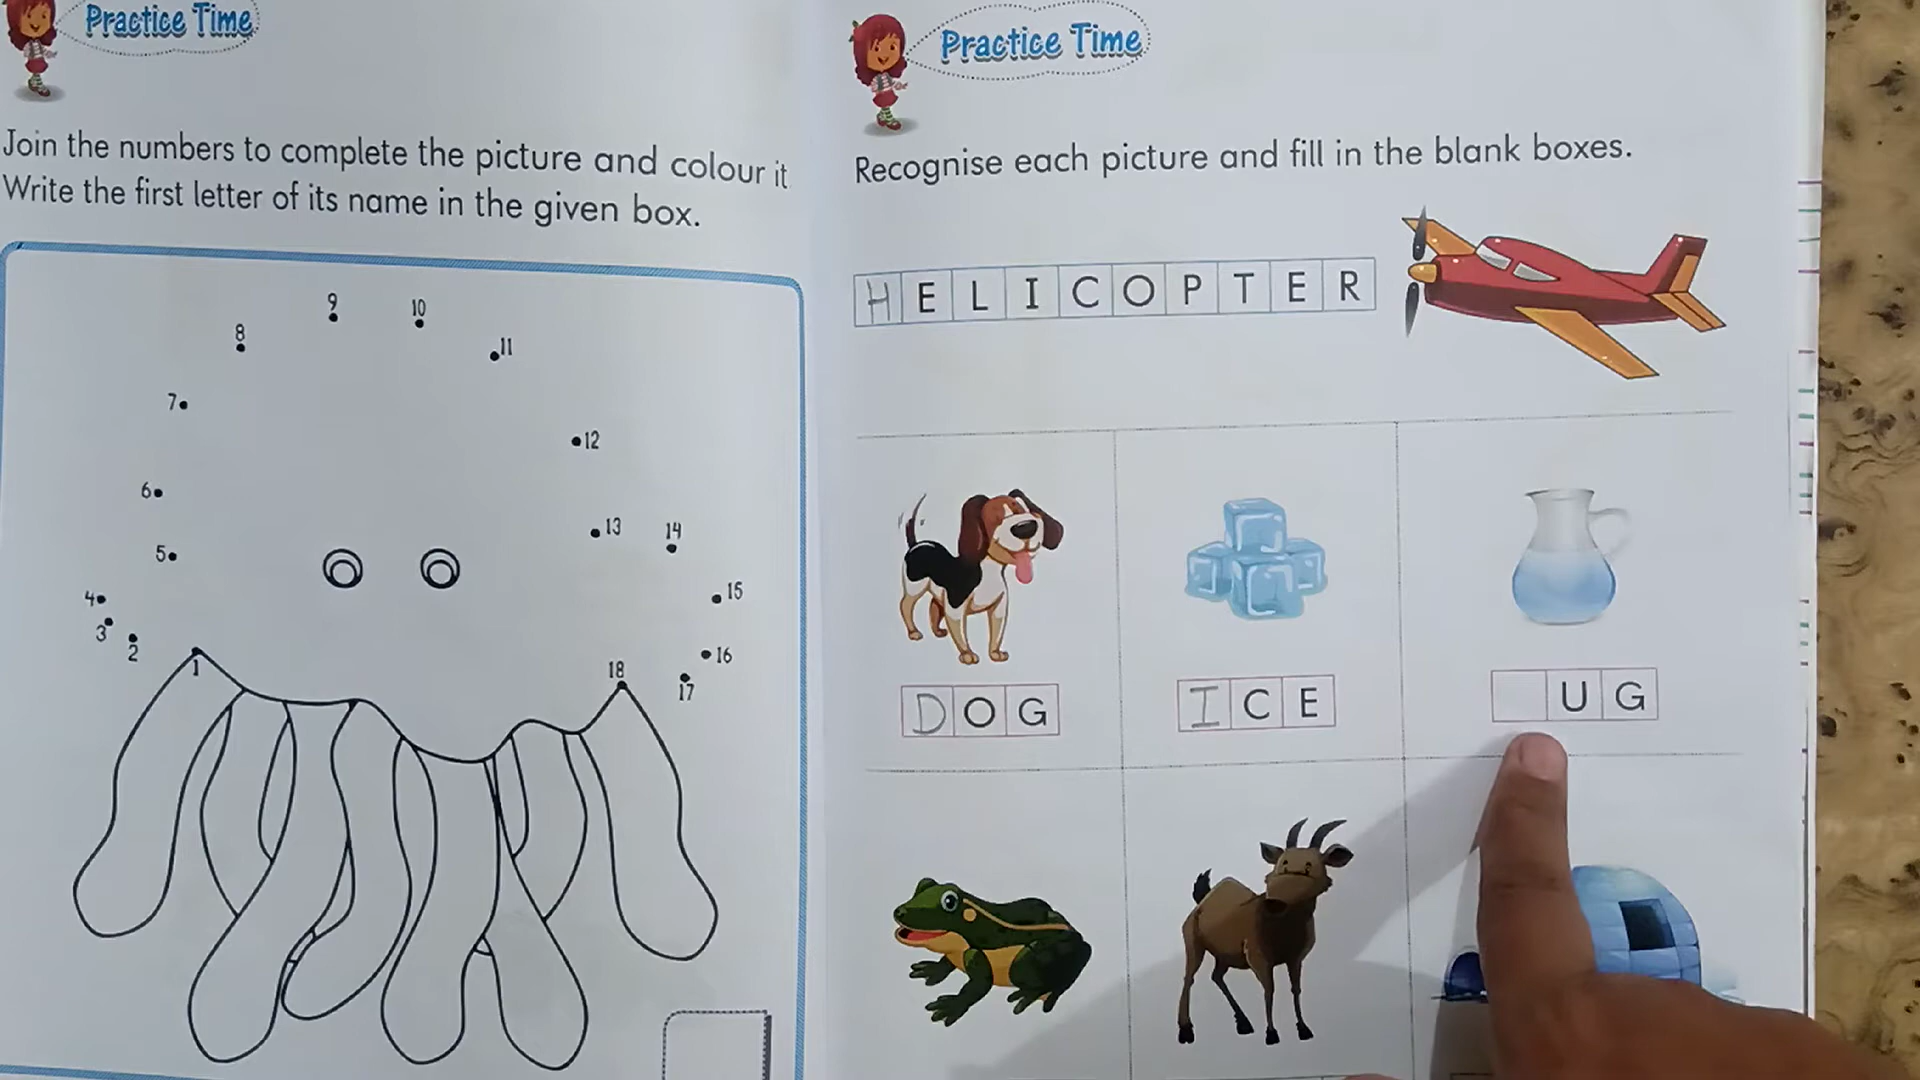 Practice Time
Join the numbers to complete the picture and colour it
Write the first letter of its name in the given box.
9
10
8
11
7
12
6
13
14
5
4
15
3
2
1
16
18
17
Practice Time
Recognise each picture and fill in the blank boxes.
HELICOPTER
DOG
ICE
UG